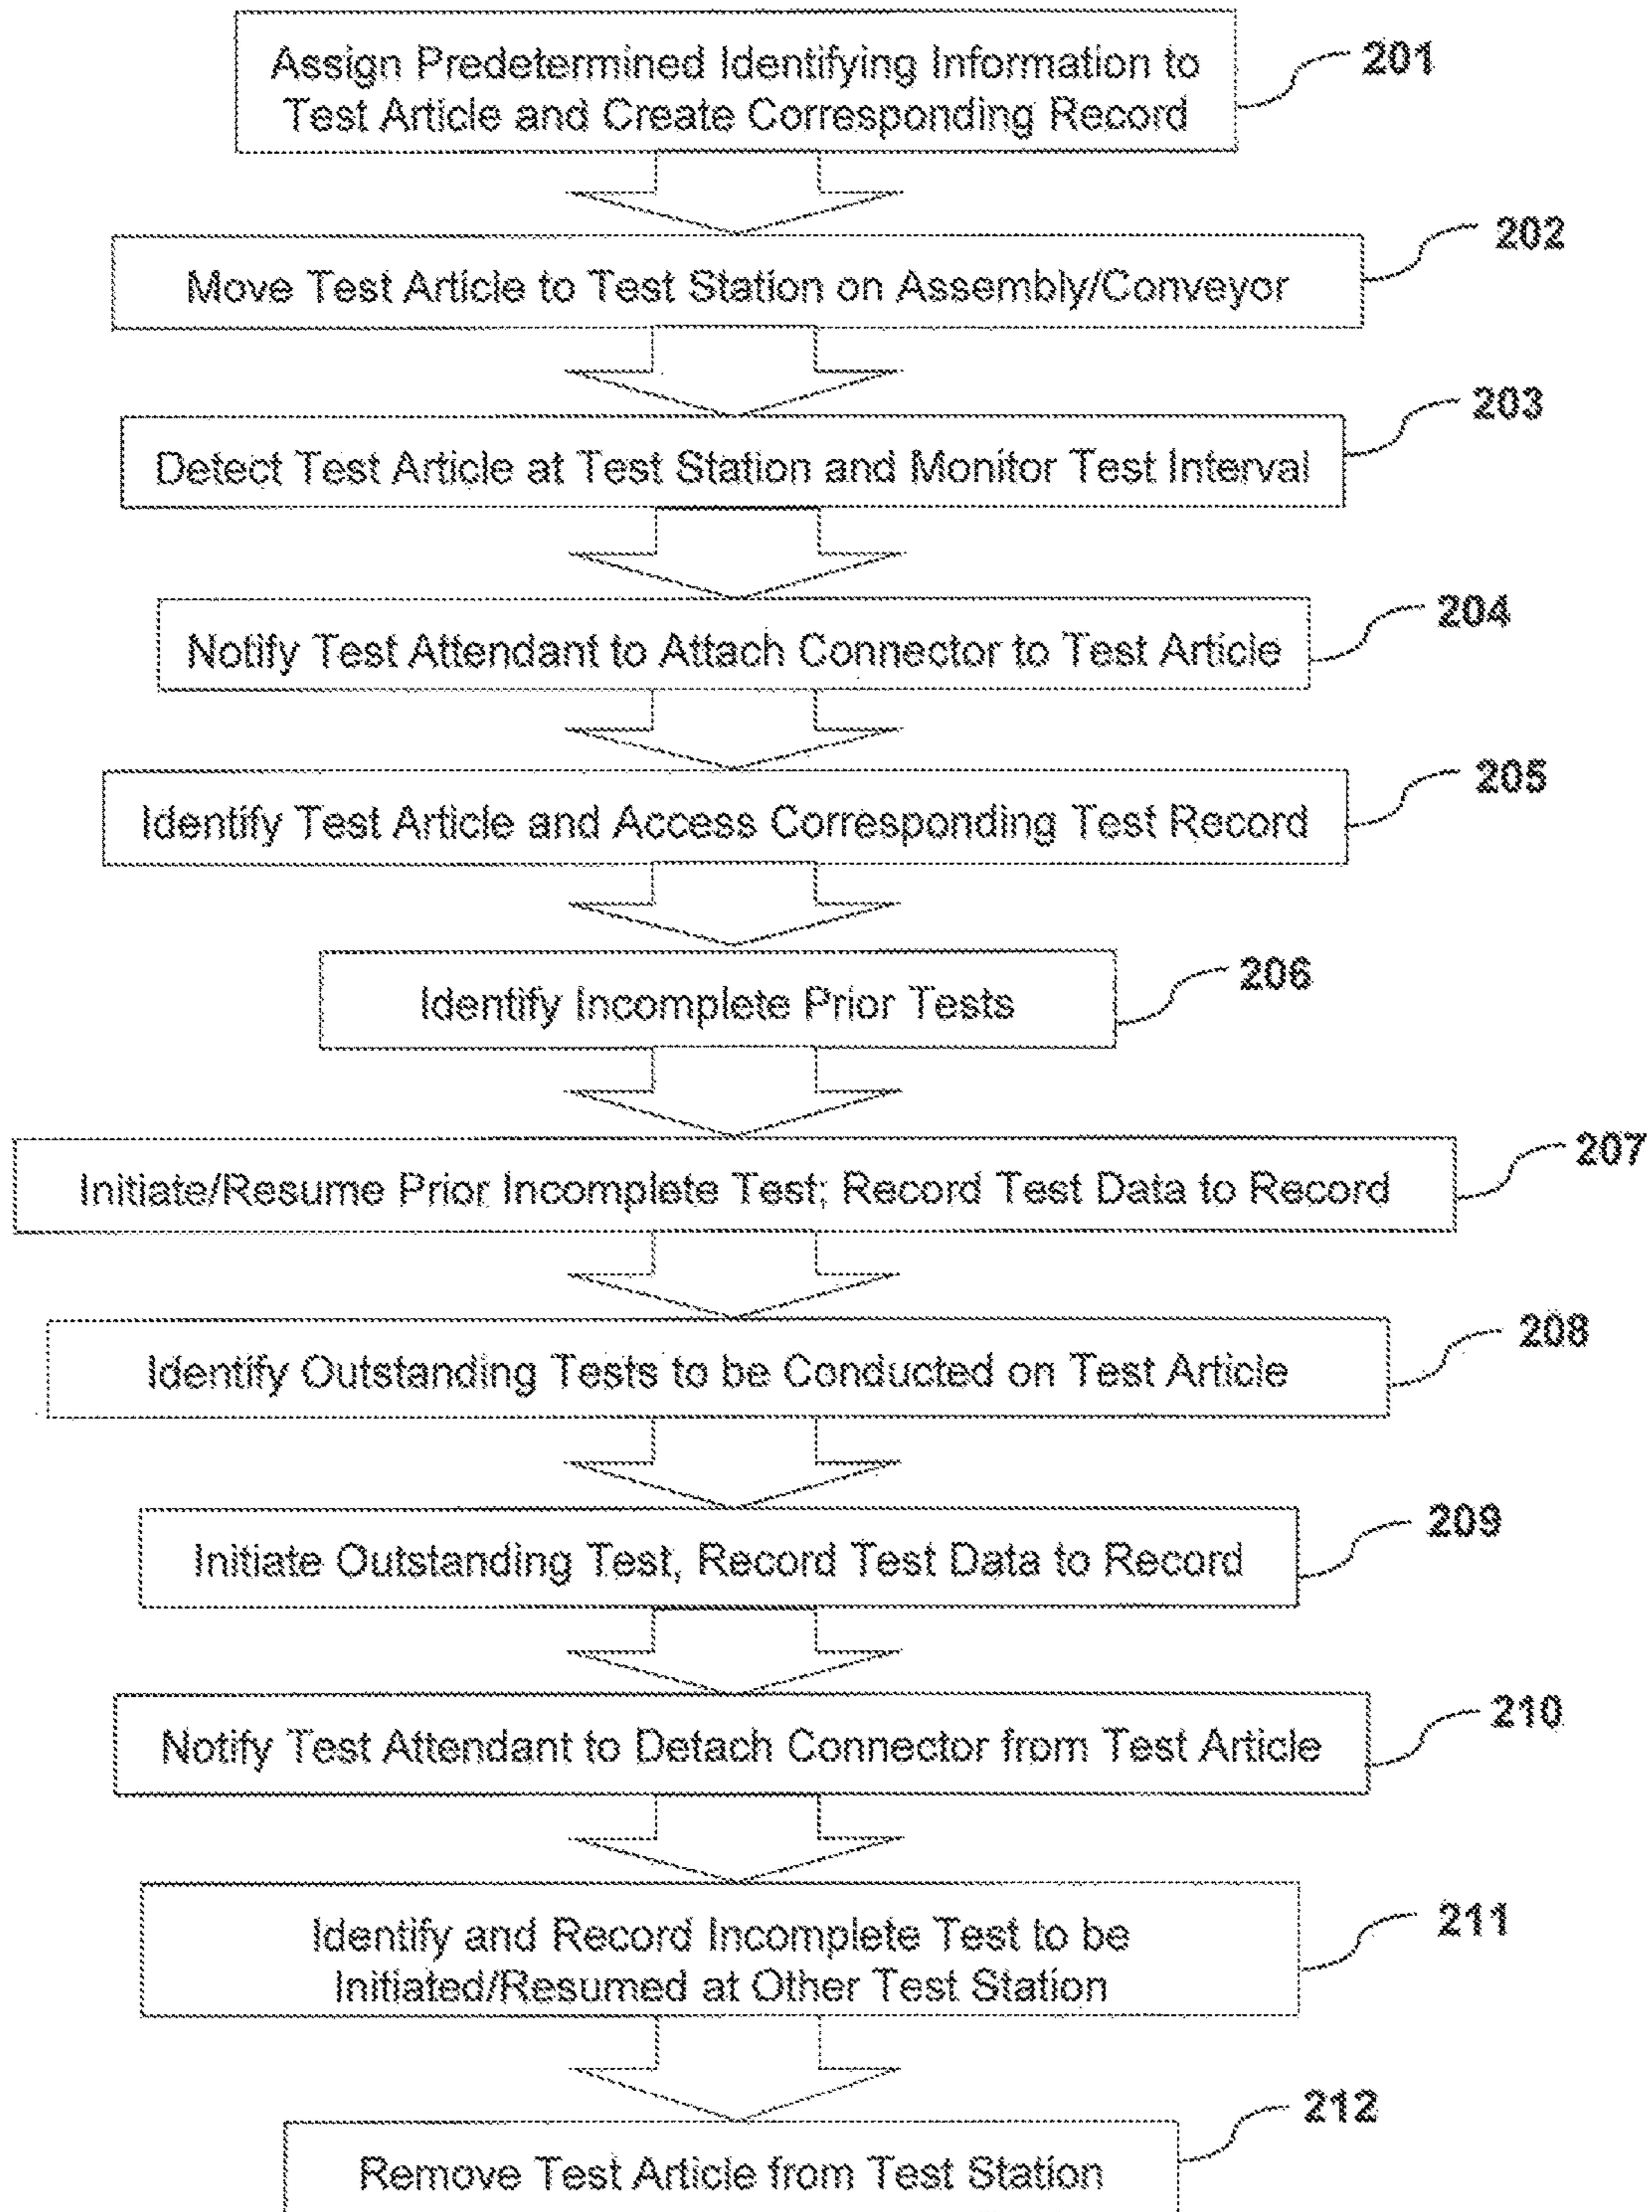 Assign Predetermined Identifying Information to
Test Article and Create Corresponding Record
201
202
Move Test Article to Test Station on Assembly/Conveyor
203
Detect Test Article at Test Station and Monitor Test Interval
204
Notify Test Attendant to Attach Connector to Test Article
205
Identify Test Article and Access Corresponding Test Record
206
Identify Incomplete Prior Tests
207
Initiate/Resume Prior Incomplete Test; Record Test Data to Record
208
Identify Outstanding Tests to be Conducted on Test Article
209
Initiate Outstanding Test, Record Test Data to Record
210
Notify Test Attendant to Detach Connector from Test Article
211
Identify and Record Incomplete Test to be
Initiated/Resumed at Other Test Station
212
Remove Test Article from Test Station